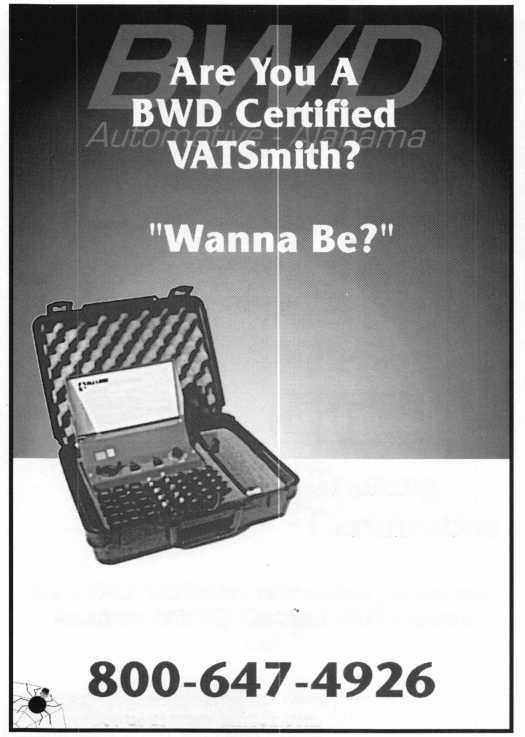 BWD
Automotive - Alabama
Are You A
BWD Certified
VATSmith?
"Wanna Be?"
800-647-4926